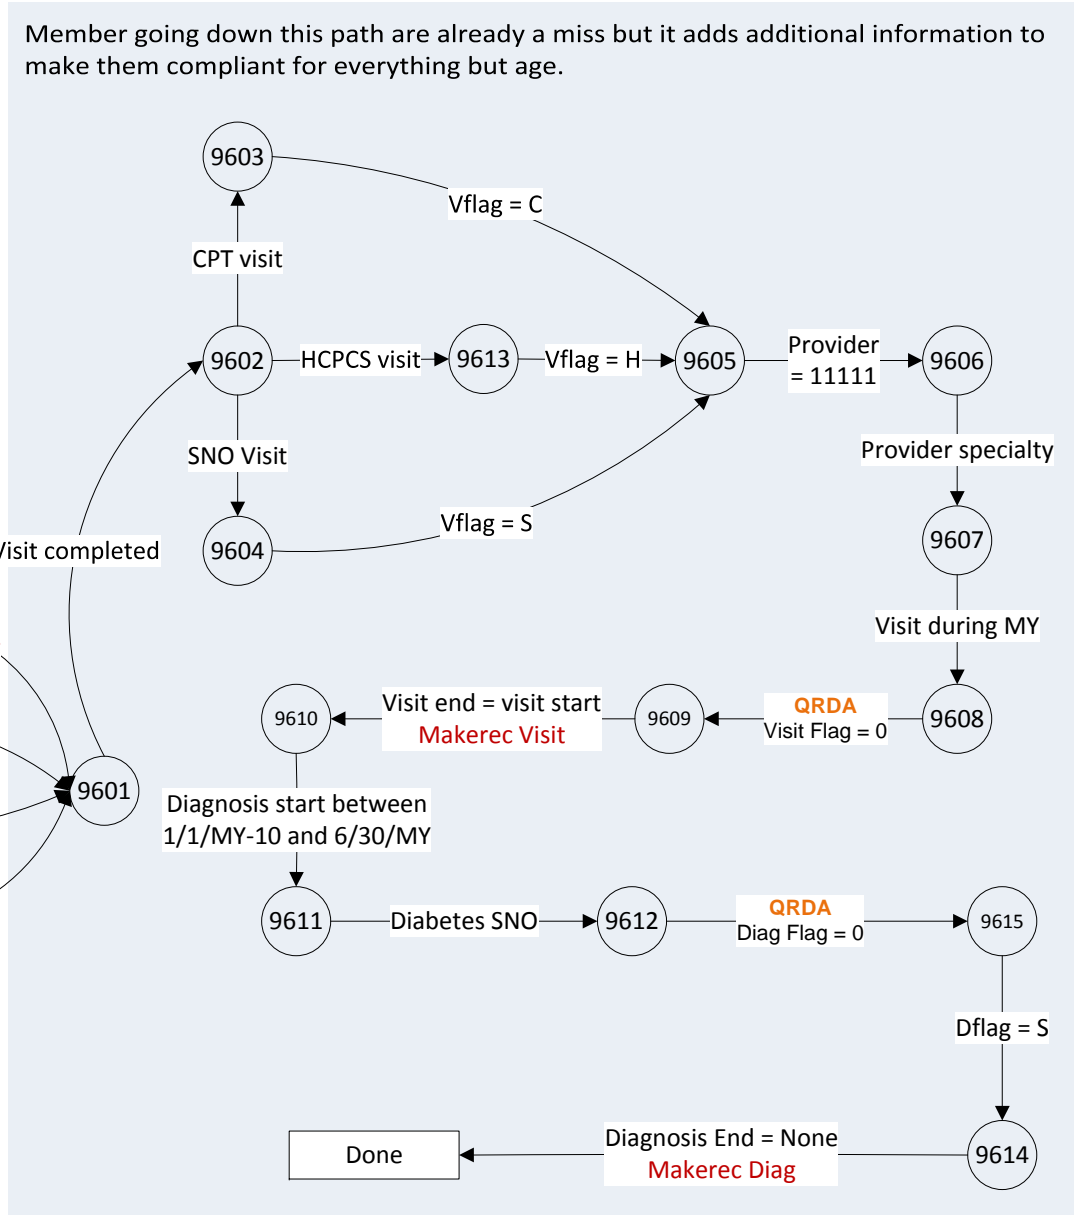 Member going down this path are already a miss but it adds additional information to
make them compliant for everything but age.
9603
Vflag = C
CPT visit
9602
HCPCS visit
9613
Vflag = H
9605
Provider
= 11111
9606
SNO Visit
Provider specialty
Vflag = S
9604
9607
Visit completed
Visit during MY
9610
Visit end = visit start
Makerec Visit
9609
QRDA
Visit Flag = 0
9608
9601
Diagnosis start between
1/1/MY-10 and 6/30/MY
9611
Diabetes SNO
9612
QRDA
Diag Flag = 0
9615
Dflag = S
Done
Diagnosis End = None
Makerec Diag
9614